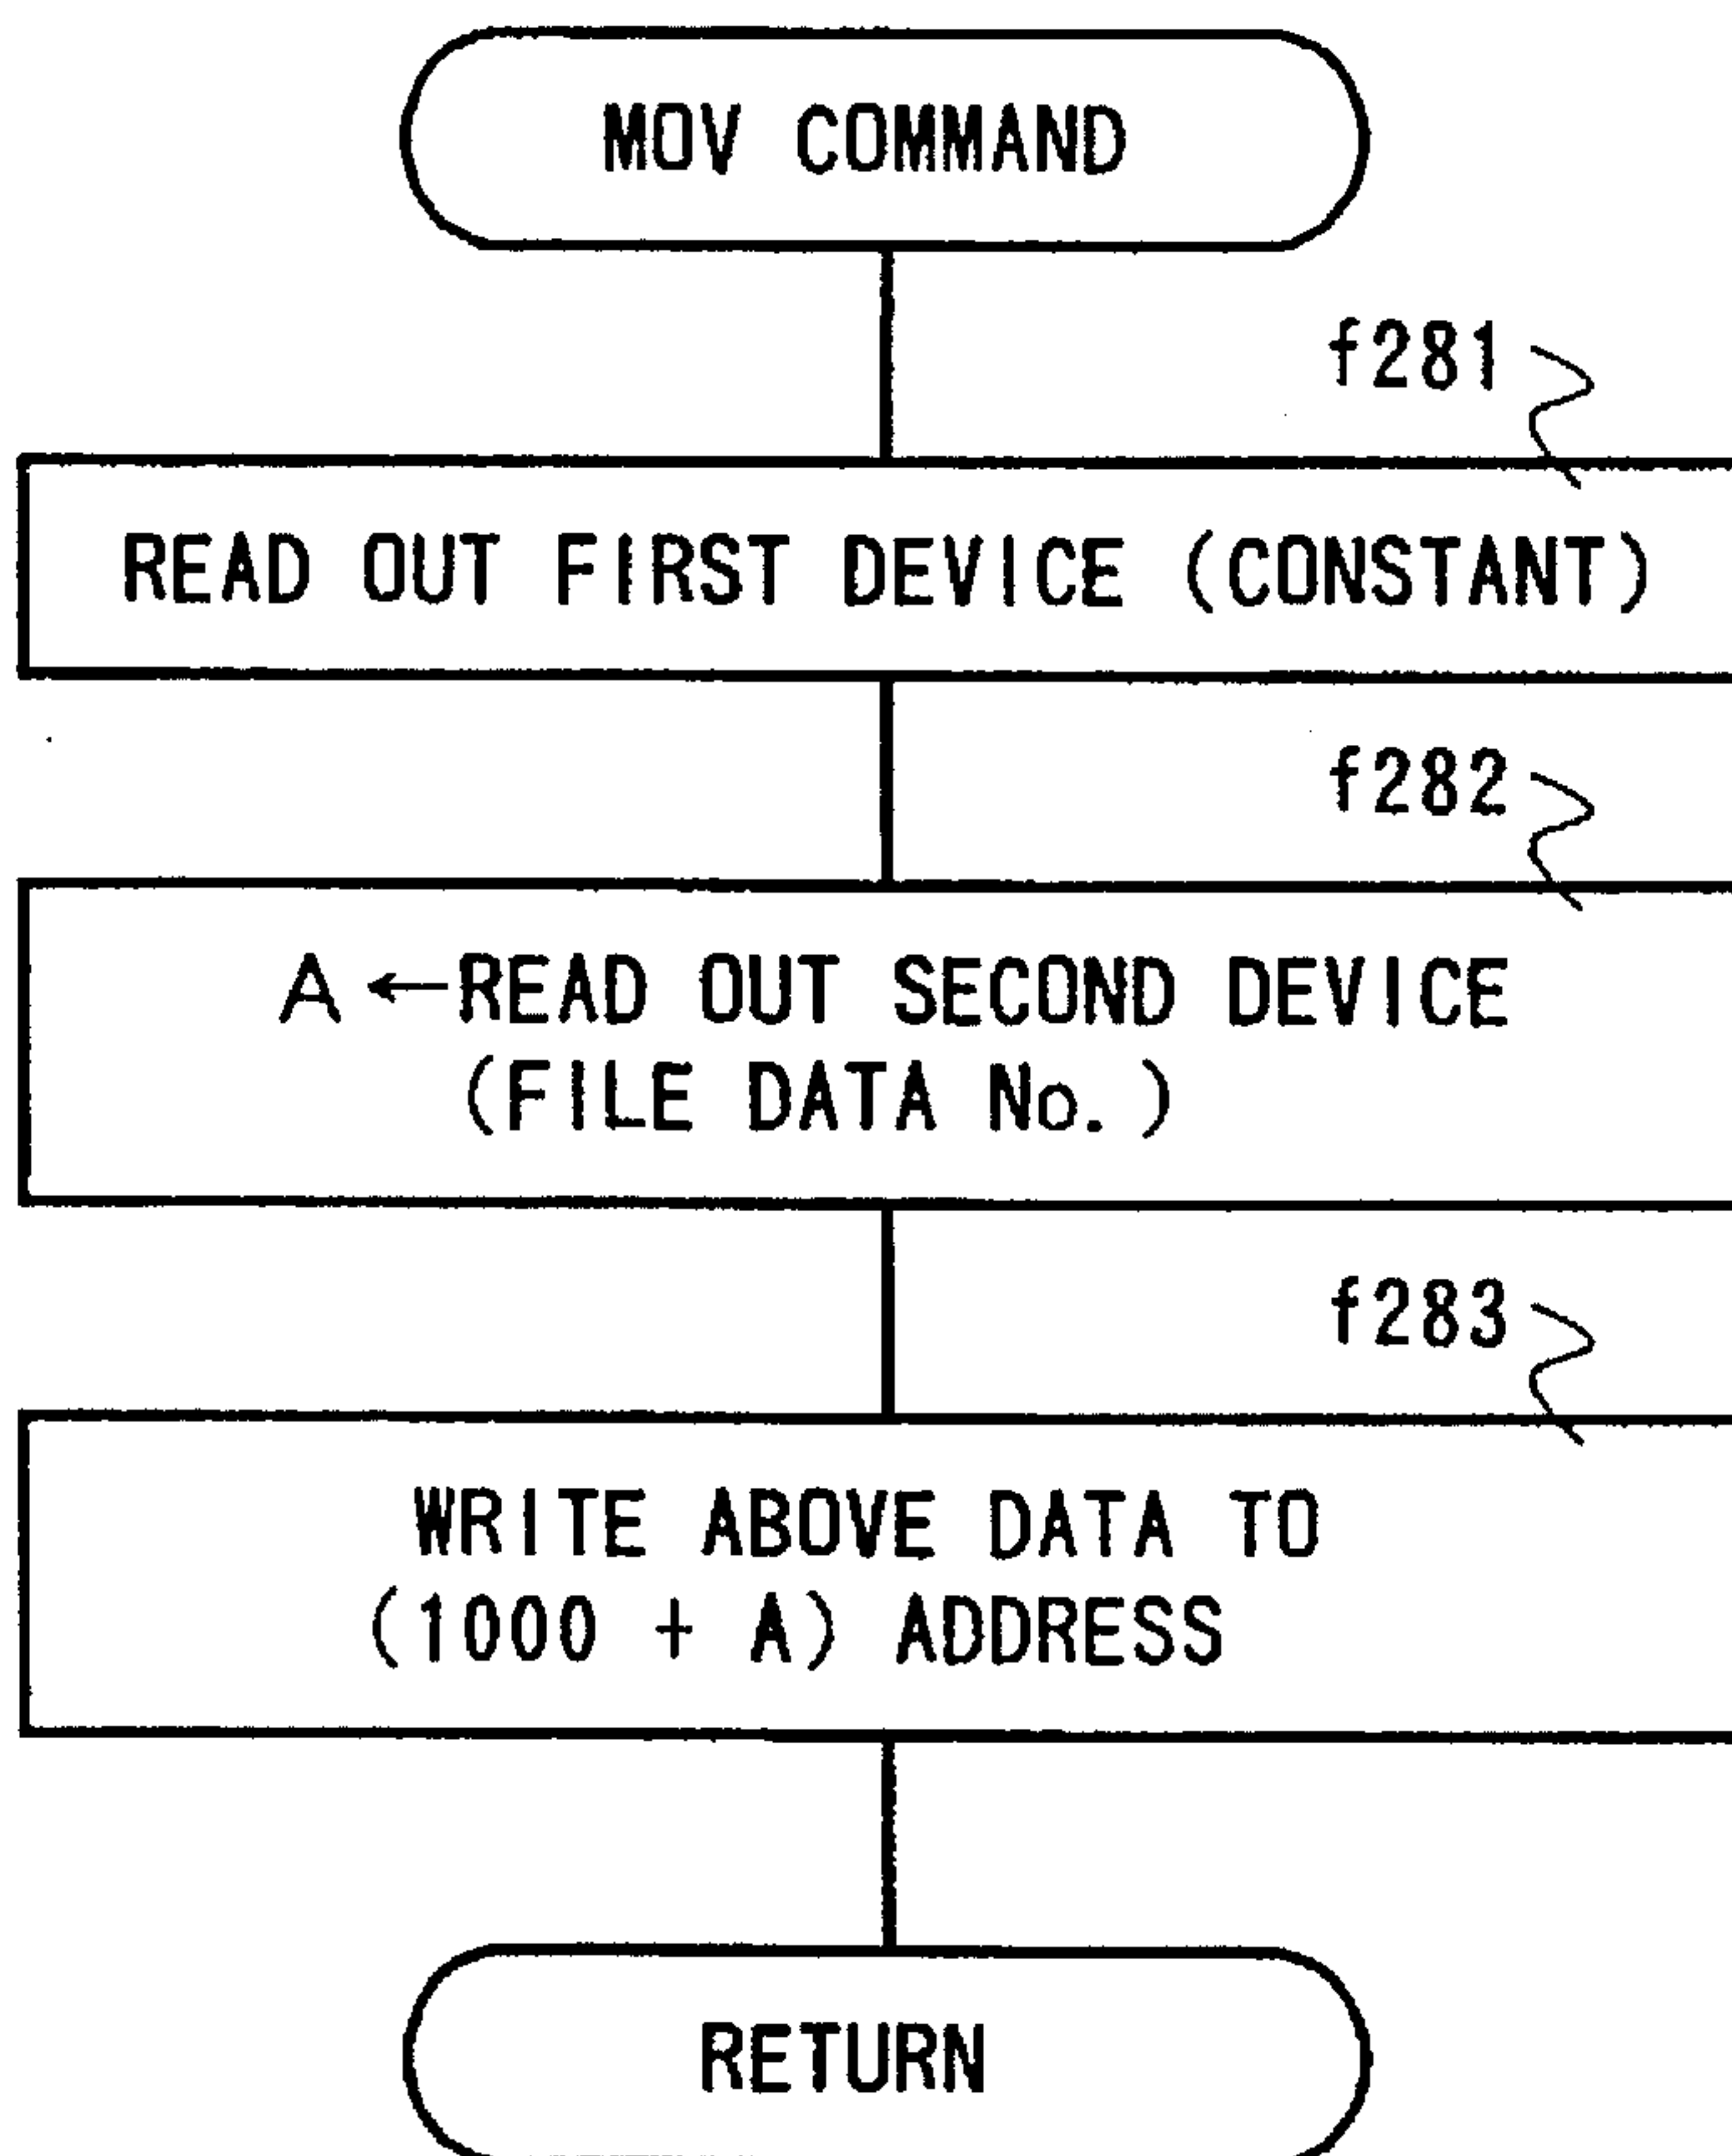 MOV COMMAND
f281
READ OUT FIRST DEVICE (CONSTANT)
f282
A ← READ OUT SECOND DEVICE
(FILE DATA No.)
f283
WRITE ABOVE DATA TO
(1000 + A) ADDRESS
RETURN